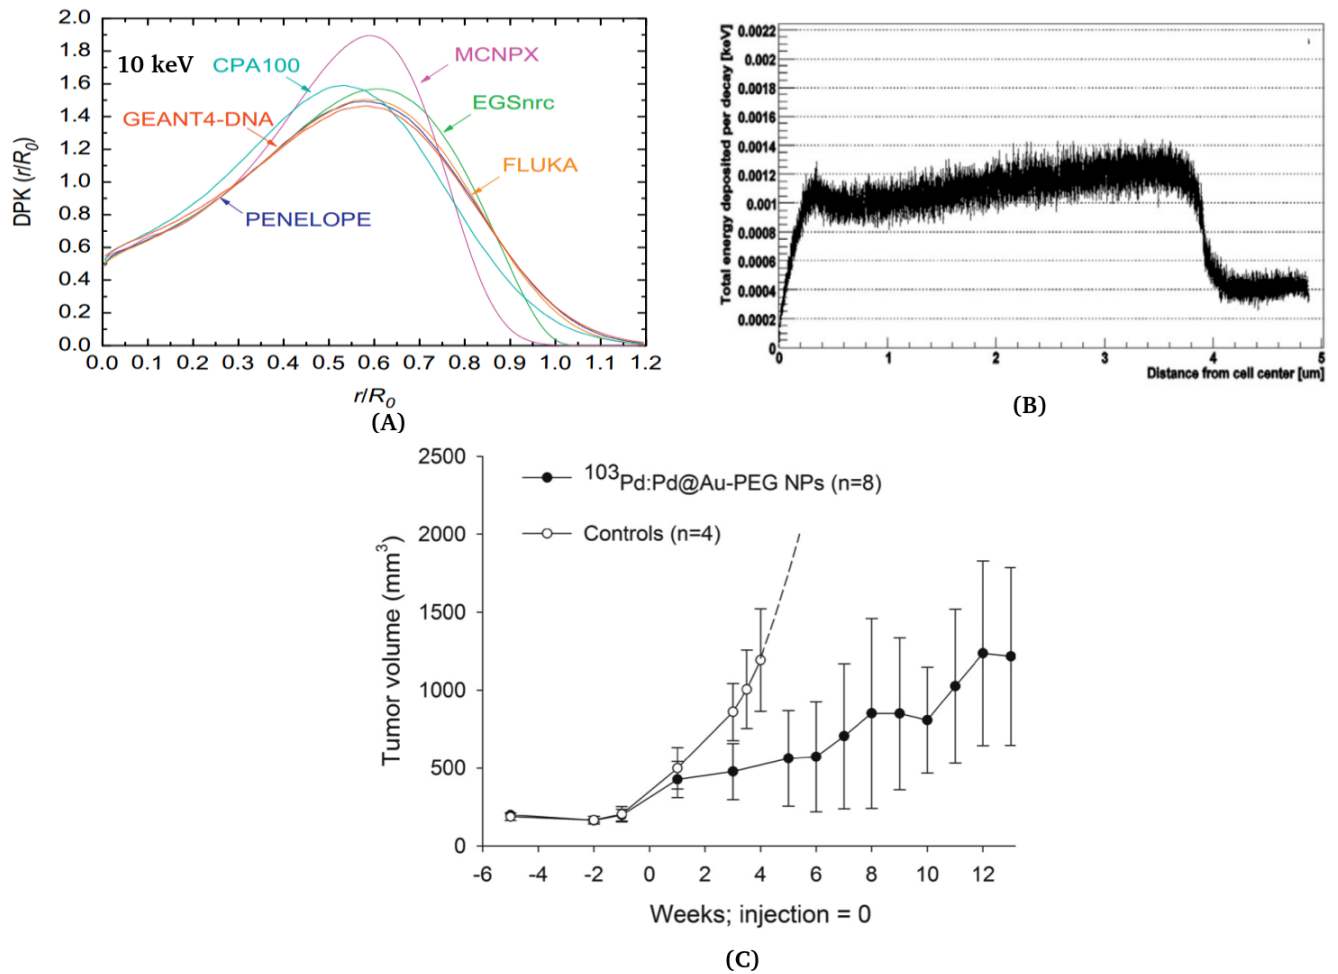 2.0
1.8
1.6
1.4
1.2
1.0
0.8
0.6
0.4
0.2
0.0
DPK (r/R0)
10 keV
CPA100
MCNPX
GEANT4-DNA
EGSnrc
FLUKA
PENELOPE
0.0 0.1 0.2 0.3 0.4 0.5 0.6 0.7 0.8 0.9 1.0 1.1 1.2
r/R0
(A)
Total energy deposited per decay [keV]
0.0022
0.002
0.0018
0.0016
0.0014
0.0012
0.001
0.0008
0.0006
0.0004
0.0002
0
0 1 2 3 4 5
Distance from cell center [um]
(B)
Tumor volume (mm3)
2500
2000
1500
1000
500
0
103Pd:Pd@Au-PEG NPs (n=8)
Controls (n=4)
-6 -4 -2 0 2 4 6 8 10 12
Weeks; injection = 0
(C)